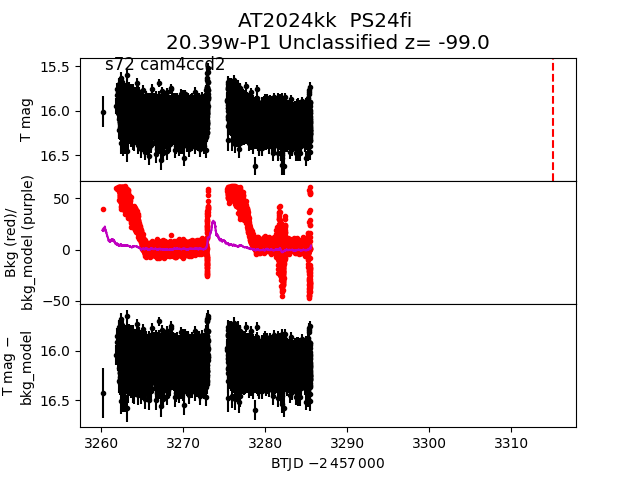 AT2024kk  PS24fi
20.39w-P1 Unclassified z= -99.0
s72 cam4ccd2
15.5
16.0
16.5
T mag
50
0
−50
Bkg (red)/
bkg_model (purple)
16.0
16.5
T mag −
bkg_model
3260 3270 3280 3290 3300 3310
BTJD −2 457 000